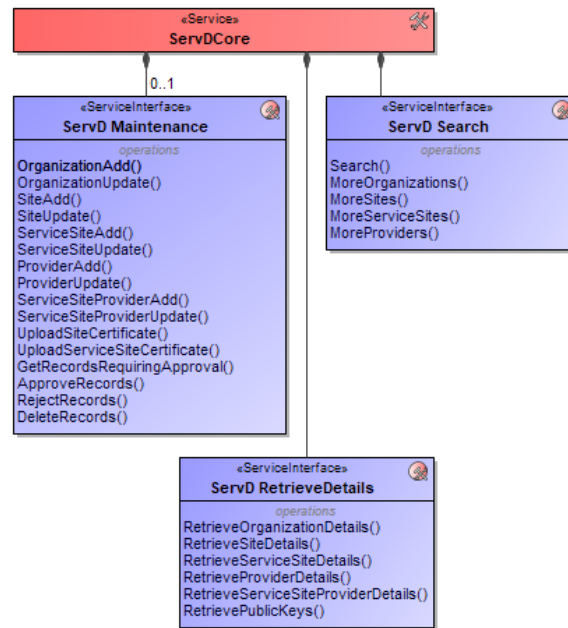 «Service»
ServDCore
0..1
«ServiceInterface»
ServD Maintenance
operations
OrganizationAdd()
OrganizationUpdate()
SiteAdd()
SiteUpdate()
ServiceSiteAdd()
ServiceSiteUpdate()
ProviderAdd()
ProviderUpdate()
ServiceSiteProviderAdd()
ServiceSiteProviderUpdate()
UploadSiteCertificate()
UploadServiceSiteCertificate()
GetRecordsRequiringApproval()
ApproveRecords()
RejectRecords()
DeleteRecords()
«ServiceInterface»
ServD Search
operations
Search()
MoreOrganizations()
MoreSites()
MoreServiceSites()
MoreProviders()
«ServiceInterface»
ServD RetrieveDetails
operations
RetrieveOrganizationDetails()
RetrieveSiteDetails()
RetrieveServiceSiteDetails()
RetrieveProviderDetails()
RetrieveServiceSiteProviderDetails()
RetrievePublicKeys()